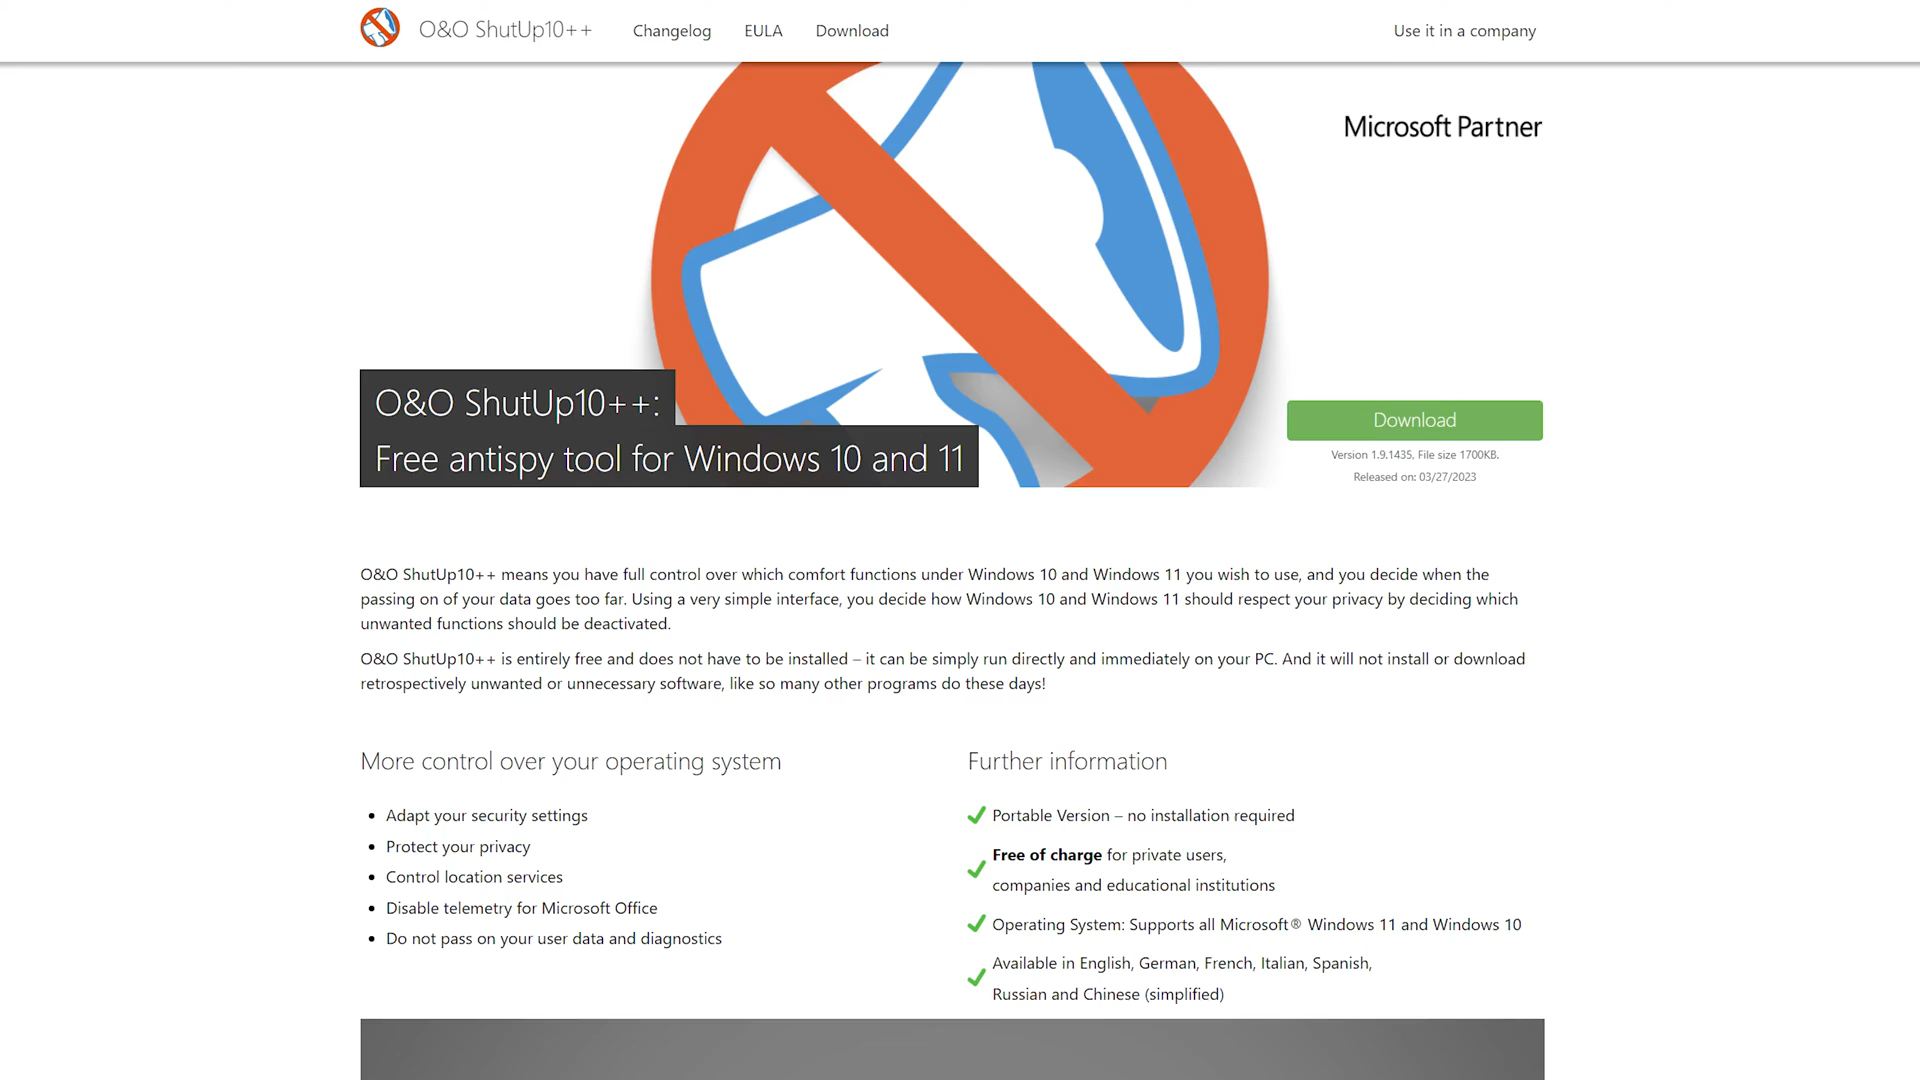 O&O ShutUp10++ Changelog EULA Download Use it in a company
Microsoft Partner
O&O ShutUp10++:
Free antispy tool for Windows 10 and 11
Download
Version 1.9.1435, File size 1700KB.
Released on: 03/27/2023
O&O ShutUp10++ means you have full control over which comfort functions under Windows 10 and Windows 11 you wish to use, and you decide when the
passing on of your data goes too far. Using a very simple interface, you decide how Windows 10 and Windows 11 should respect your privacy by deciding which
unwanted functions should be deactivated.
O&O ShutUp10++ is entirely free and does not have to be installed – it can be simply run directly and immediately on your PC. And it will not install or download
retrospectively unwanted or unnecessary software, like so many other programs do these days!
More control over your operating system
Adapt your security settings
Protect your privacy
Control location services
Disable telemetry for Microsoft Office
Do not pass on your user data and diagnostics
Further information
Portable Version – no installation required
Free of charge for private users,
companies and educational institutions
Operating System: Supports all Microsoft® Windows 11 and Windows 10
Available in English, German, French, Italian, Spanish,
Russian and Chinese (simplified)